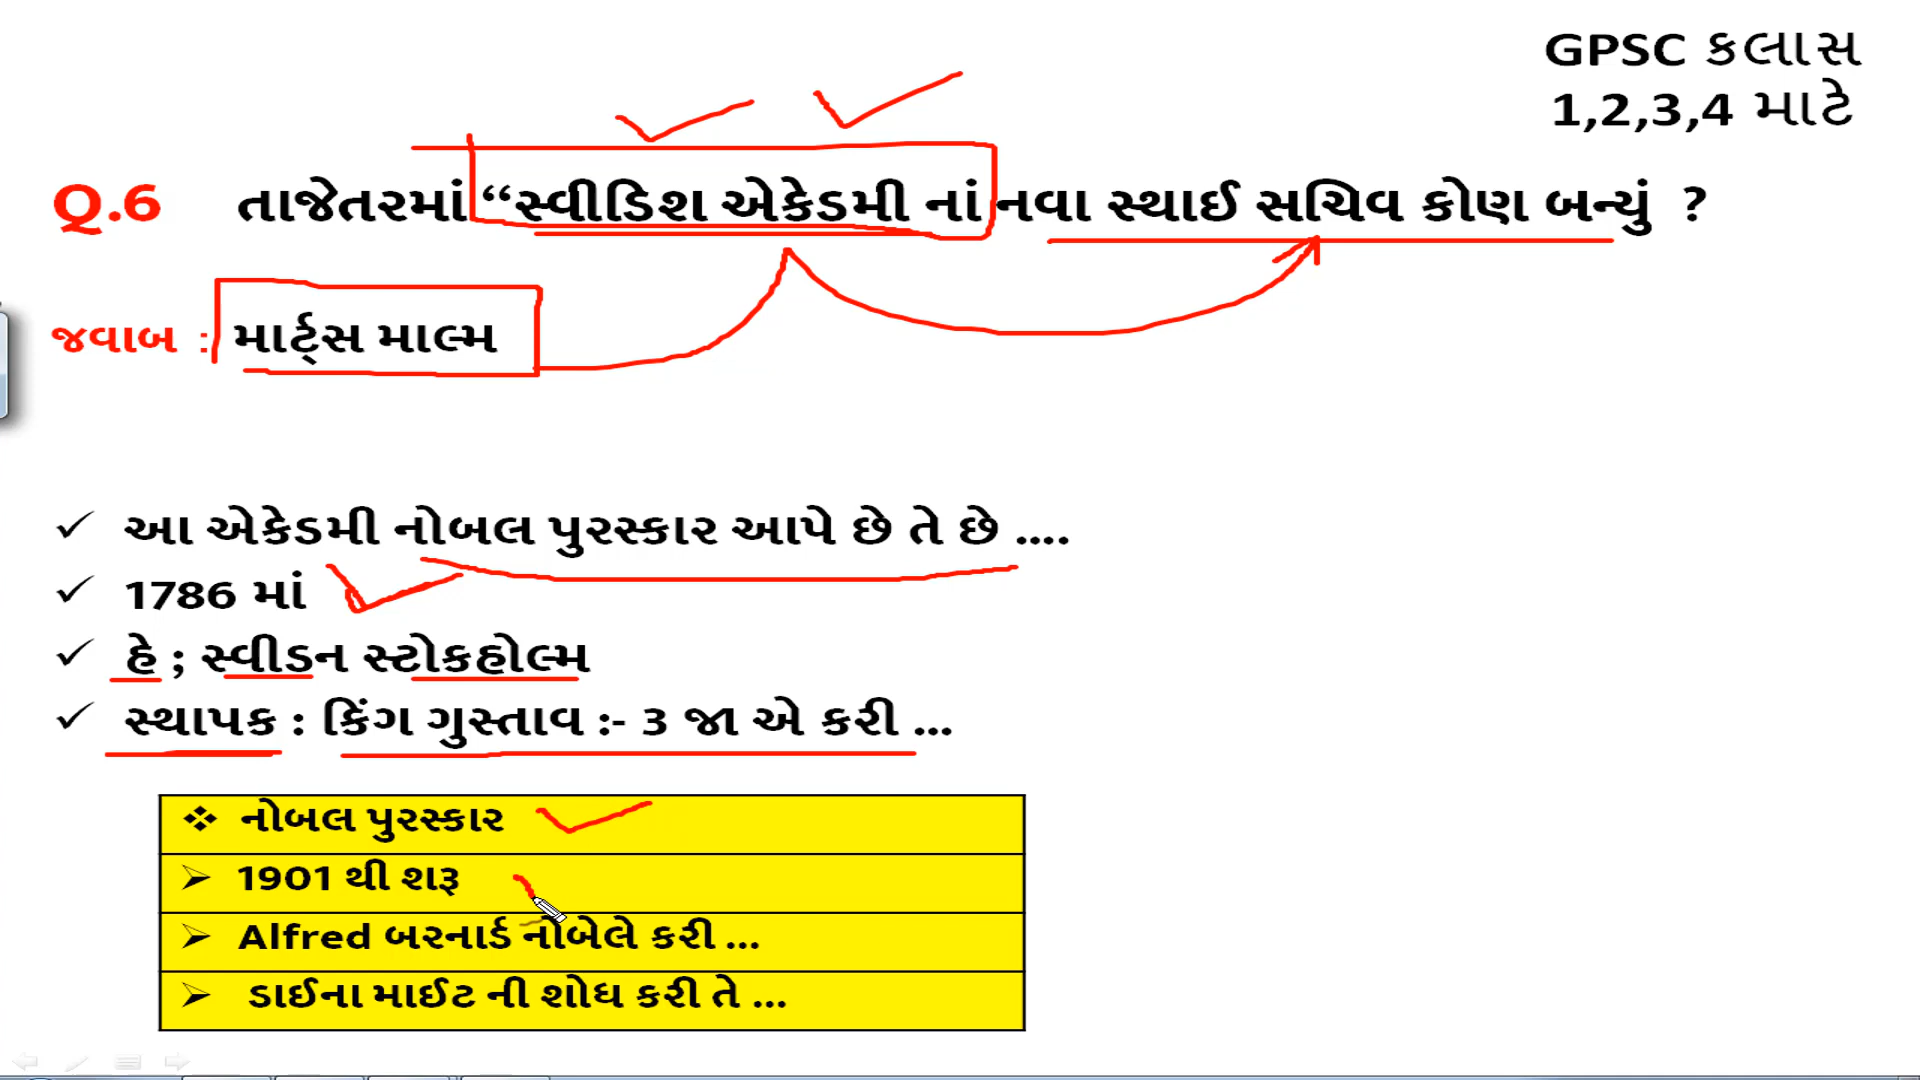 GPSC કલાસ
1,2,3,4 માટે
Q.6 તાજેતરમાં “સ્વીડિશ એકેડમી નાં નવા સ્થાઈ સચિવ કોણ બન્યું ?
જવાબ : માર્ટ્સ માલ્મ
આ એકેડમી નોબલ પુરસ્કાર આપે છે તે છે ....
1786 માં
હે ; સ્વીડન સ્ટોકહોલ્મ
સ્થાપક : કિંગ ગુસ્તાવ :- 3 જા એ કરી ...
નોબલ પુરસ્કાર
1901 થી શરૂ
Alfred બરનાર્ડ નોબેલે કરી ...
ડાઈના માઈટ ની શોધ કરી તે ...